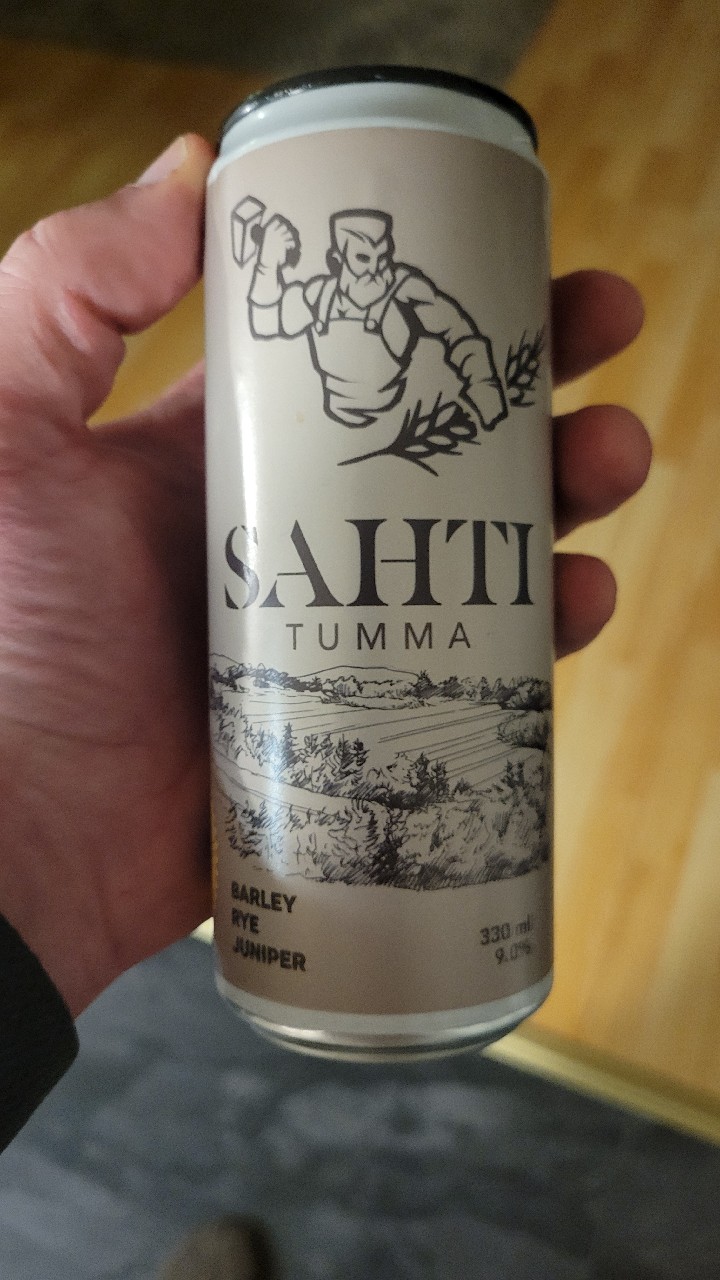 SAHTI
TUMMA
BARLEY
RYE
JUNIPER
330 ml
9.0%